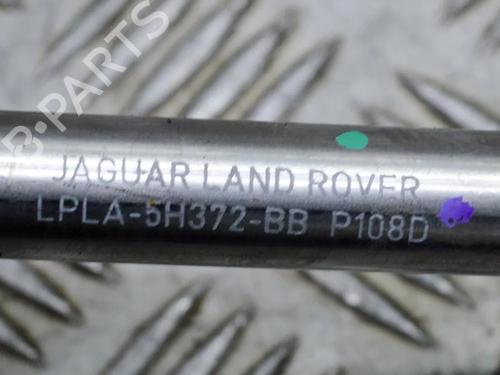 B-PARTS
JAGUAR LAND ROVER
LPLA-5H372-BB P108D